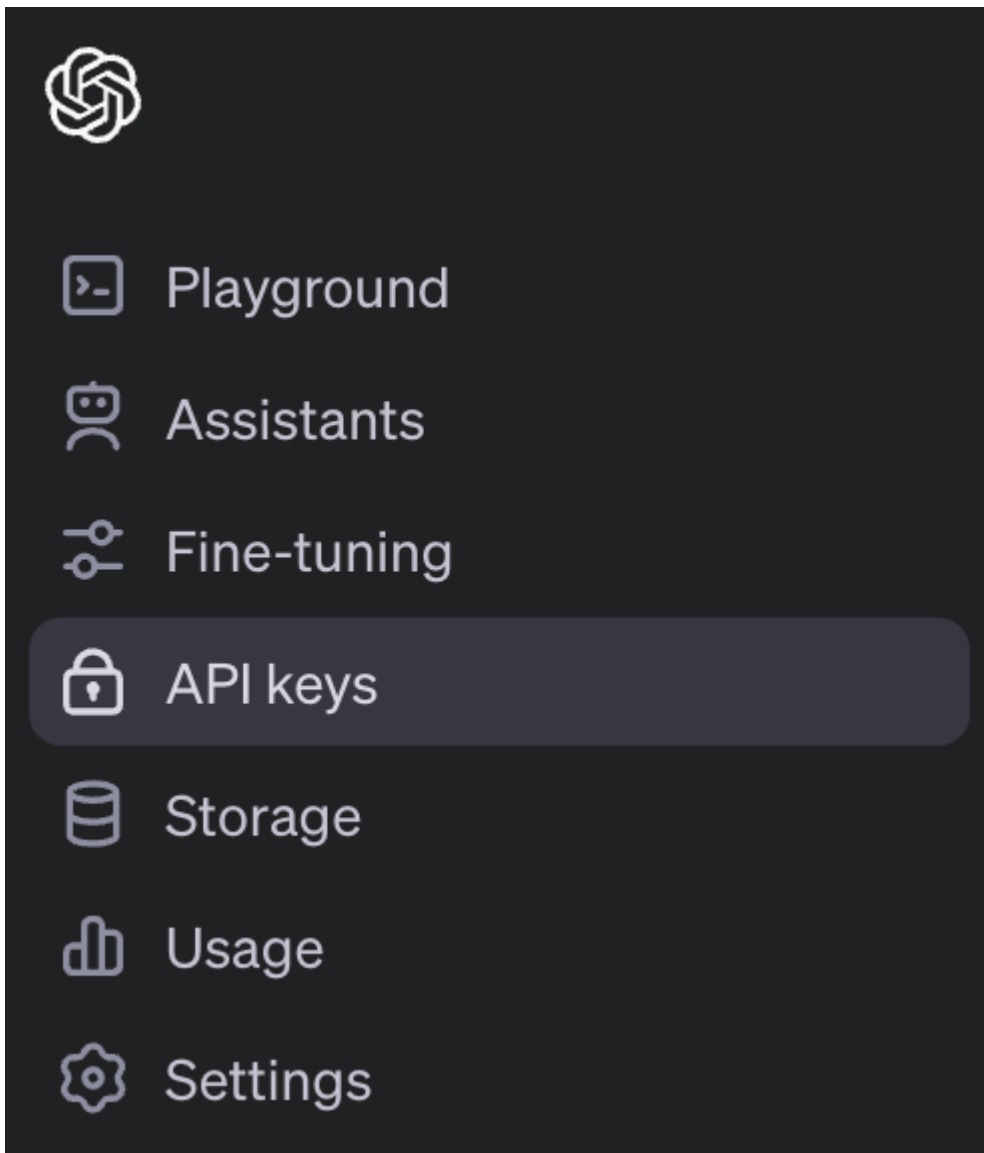 Playground
Assistants
Fine-tuning
API keys
Storage
Usage
Settings